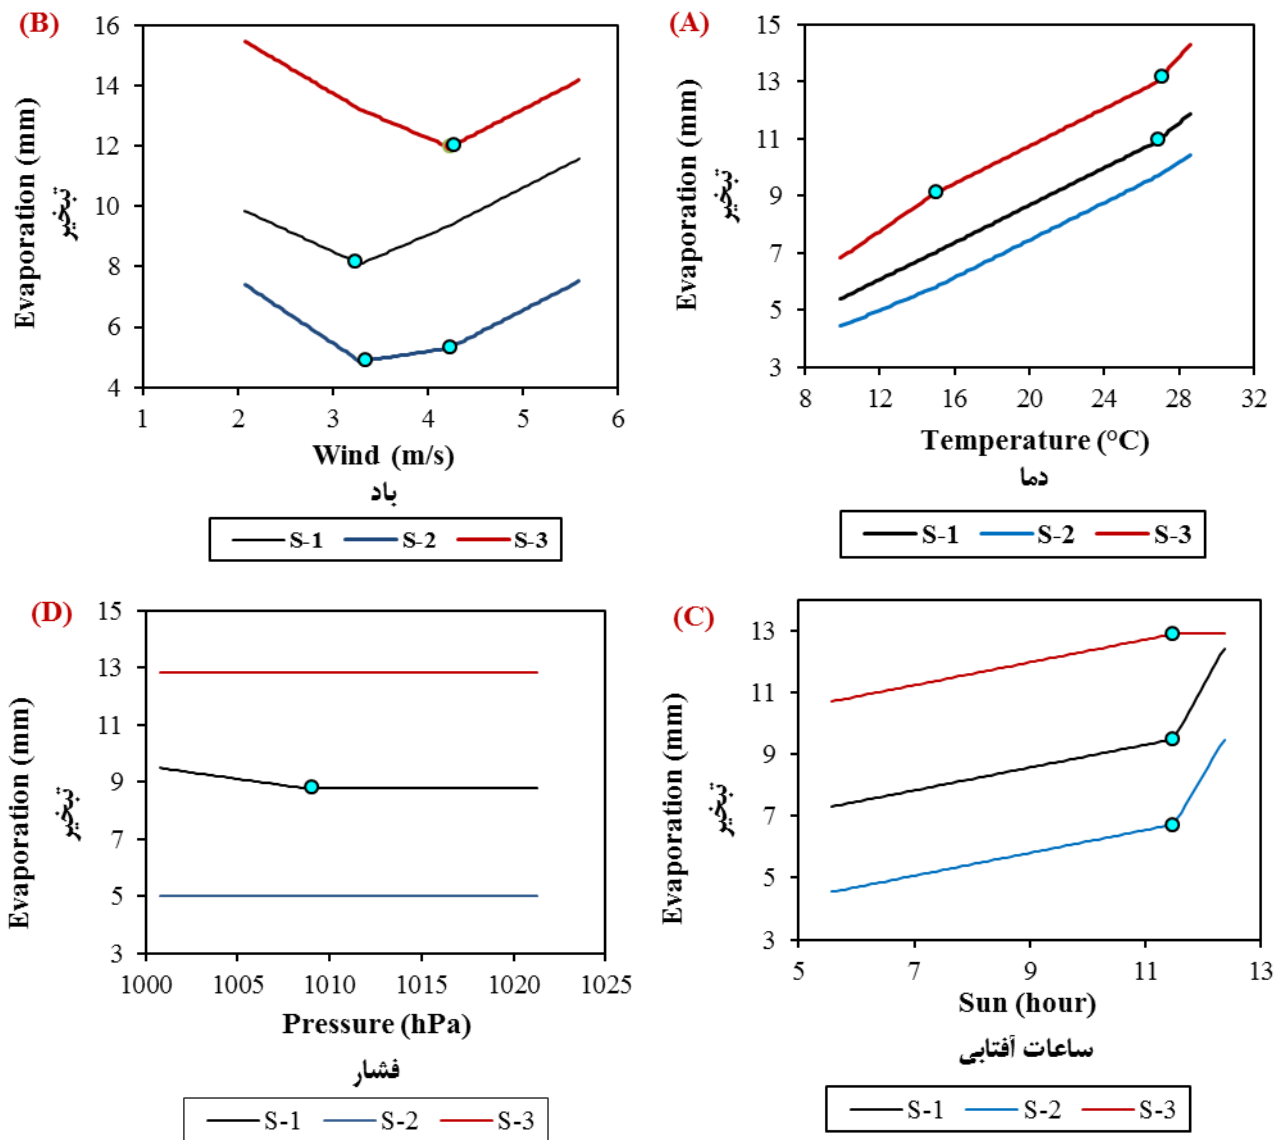 (B)
16
14
12
10
8
6
4
Evaporation (mm)
تبخیر
1 2 3 4 5 6
Wind (m/s)
باد
S-1 S-2 S-3
(A)
15
13
11
9
7
5
3
Evaporation (mm)
تبخیر
8 12 16 20 24 28 32
Temperature (°C)
دما
S-1 S-2 S-3
(D)
15
13
11
9
7
5
3
Evaporation (mm)
تبخیر
1000 1005 1010 1015 1020 1025
Pressure (hPa)
فشار
S-1 S-2 S-3
(C)
13
11
9
7
5
3
Evaporation (mm)
تبخیر
5 7 9 11 13
Sun (hour)
ساعات آفتابی
S-1 S-2 S-3